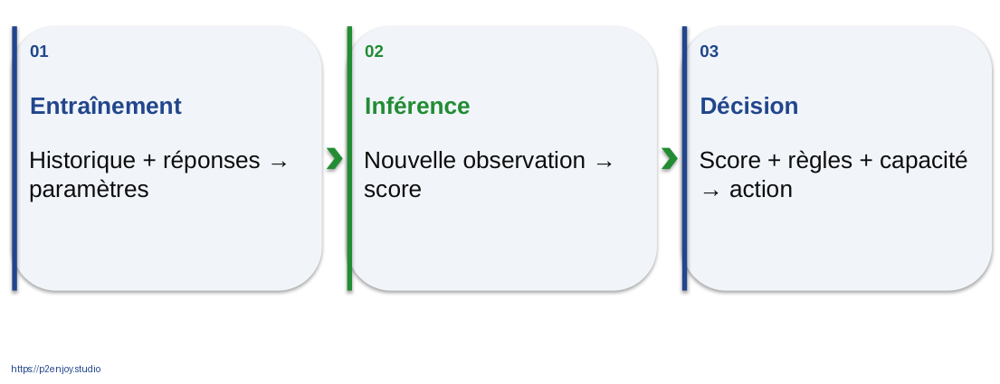 01
Entraînement
Historique + réponses →
paramètres
02
Inférence
Nouvelle observation →
score
03
Décision
Score + règles + capacité
→ action
https://p2enjoy.studio